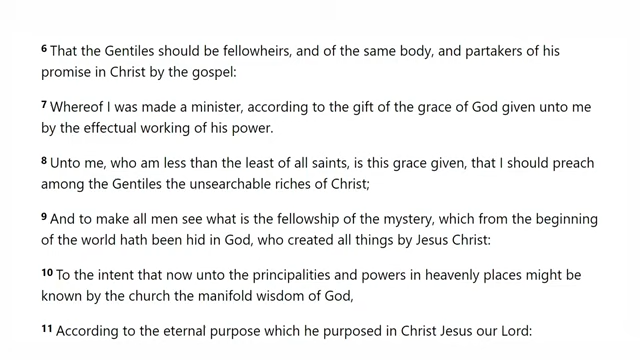 6 That the Gentiles should be fellowheirs, and of the same body, and partakers of his
promise in Christ by the gospel:
7 Whereof I was made a minister, according to the gift of the grace of God given unto me
by the effectual working of his power.
8 Unto me, who am less than the least of all saints, is this grace given, that I should preach
among the Gentiles the unsearchable riches of Christ;
9 And to make all men see what is the fellowship of the mystery, which from the beginning
of the world hath been hid in God, who created all things by Jesus Christ:
10 To the intent that now unto the principalities and powers in heavenly places might be
known by the church the manifold wisdom of God,
11 According to the eternal purpose which he purposed in Christ Jesus our Lord: